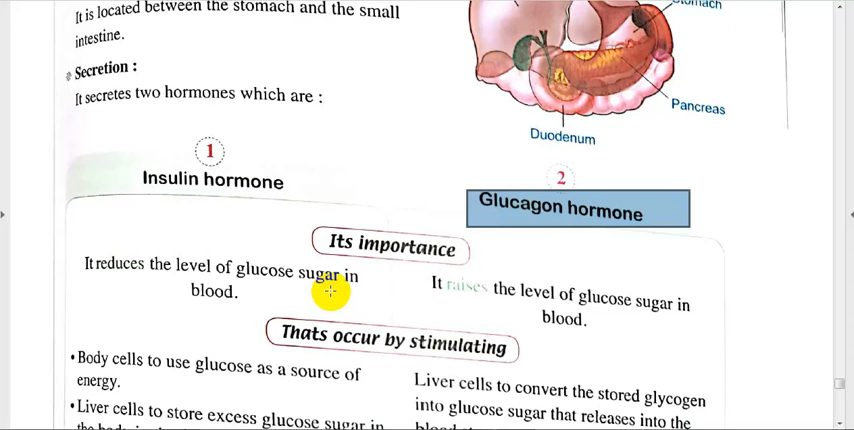 Stomach
It is located between the stomach and the small
intestine.
Secretion :
It secretes two hormones which are :
Pancreas
Duodenum
1
Insulin hormone
2
Glucagon hormone
Its importance
It reduces the level of glucose sugar in
blood.
It raises the level of glucose sugar in
blood.
Thats occur by stimulating
• Body cells to use glucose as a source of
energy.
• Liver cells to store excess glucose sugar in
Liver cells to convert the stored glycogen
into glucose sugar that releases into the